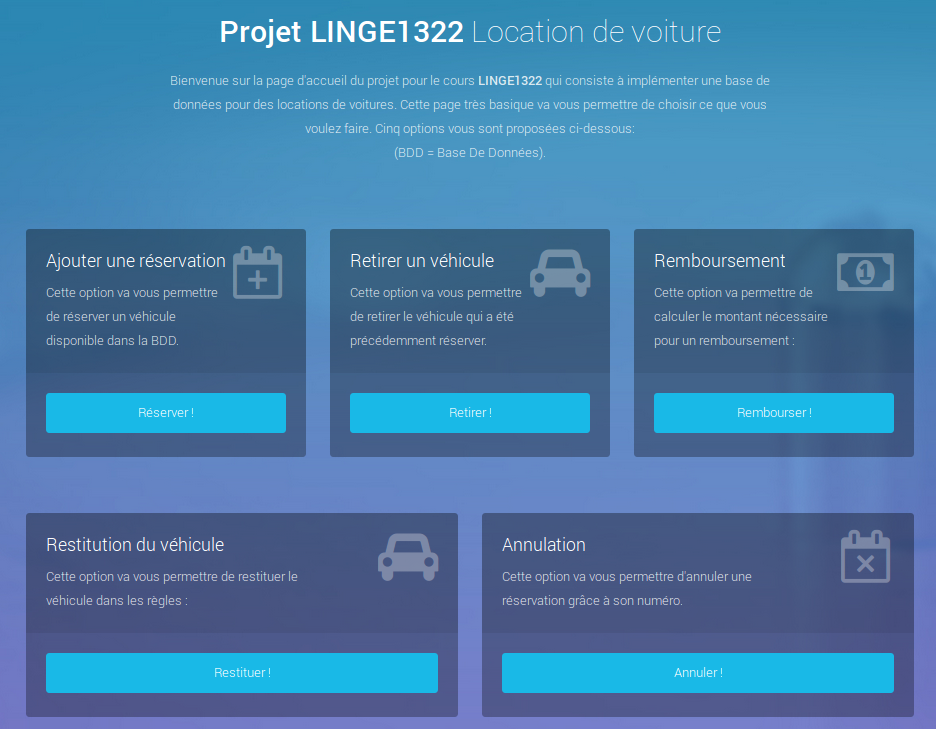 Projet LINGE1322 Location de voiture
Bienvenue sur la page d'accueil du projet pour le cours LINGE1322 qui consiste à implémenter une base de
données pour des locations de voitures. Cette page très basique va vous permettre de choisir ce que vous
voulez faire. Cinq options vous sont proposées ci-dessous:
(BDD = Base De Données).
Ajouter une réservation
Cette option va vous permettre
de réserver un véhicule
disponible dans la BDD.
Réserver !
Retirer un véhicule
Cette option va vous permettre
de retirer le véhicule qui a été
précédemment réserver.
Retirer !
Remboursement
1
Cette option va permettre de
calculer le montant nécessaire
pour un remboursement :
Rembourser !
Restitution du véhicule
Cette option va vous permettre de restituer le
véhicule dans les règles :
Restituer !
Annulation
Cette option va vous permettre d'annuler une
réservation grâce à son numéro.
Annuler !